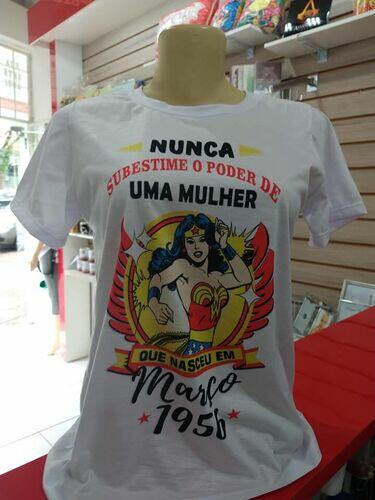 NUNCA
SUBESTIME O PODER DE
UMA MULHER
QUE NASCEU EM
Março
1956